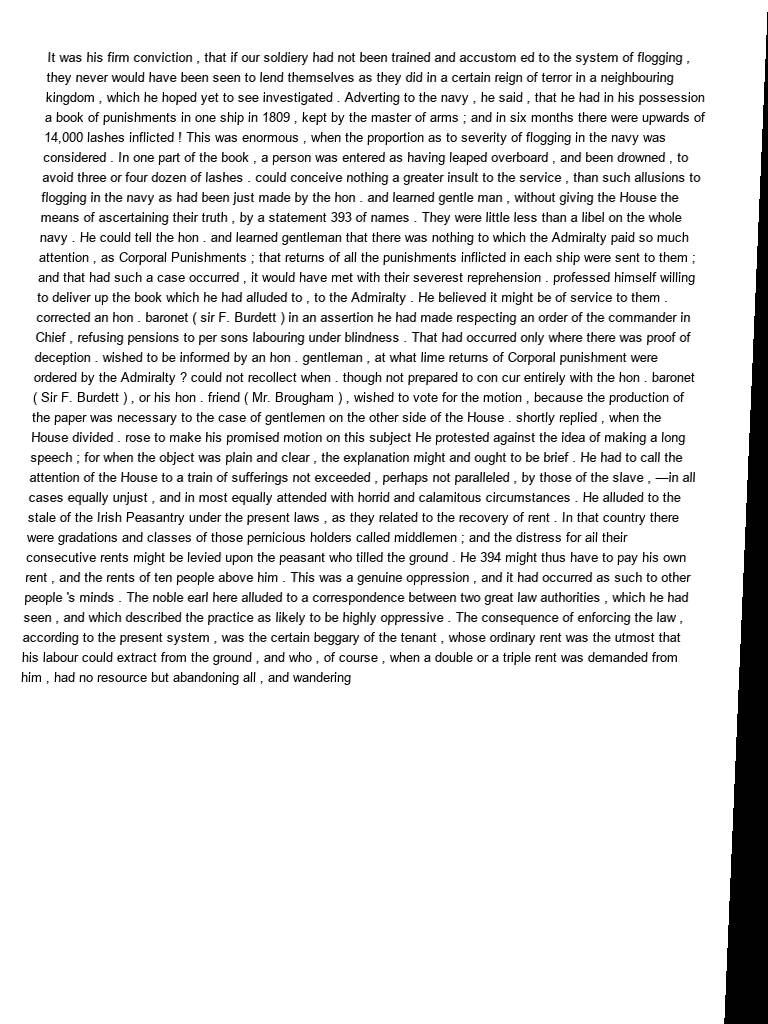 It was his firm conviction , that if our soldiery had not been trained and accustom ed to the system of flogging ,
they never would have been seen to lend themselves as they did in a certain reign of terror in a neighbouring
kingdom , which he hoped yet to see investigated . Adverting to the navy , he said , that he had in his possession
a book of punishments in one ship in 1809 , kept by the master of arms ; and in six months there were upwards of
14,000 lashes inflicted ! This was enormous , when the proportion as to severity of flogging in the navy was
considered . In one part of the book , a person was entered as having leaped overboard , and been drowned , to
avoid three or four dozen of lashes . could conceive nothing a greater insult to the service , than such allusions to
flogging in the navy as had been just made by the hon . and learned gentle man , without giving the House the
means of ascertaining their truth , by a statement 393 of names . They were little less than a libel on the whole
navy . He could tell the hon . and learned gentleman that there was nothing to which the Admiralty paid so much
attention , as Corporal Punishments ; that returns of all the punishments inflicted in each ship were sent to them ;
and that had such a case occurred , it would have met with their severest reprehension . professed himself willing
to deliver up the book which he had alluded to , to the Admiralty . He believed it might be of service to them .
corrected an hon . baronet ( sir F. Burdett ) in an assertion he had made respecting an order of the commander in
Chief , refusing pensions to per sons labouring under blindness . That had occurred only where there was proof of
deception . wished to be informed by an hon . gentleman , at what lime returns of Corporal punishment were
ordered by the Admiralty ? could not recollect when . though not prepared to con cur entirely with the hon . baronet
( Sir F. Burdett ) , or his hon . friend ( Mr. Brougham ) , wished to vote for the motion , because the production of
the paper was necessary to the case of gentlemen on the other side of the House . shortly replied , when the
House divided . rose to make his promised motion on this subject He protested against the idea of making a long
speech ; for when the object was plain and clear , the explanation might and ought to be brief . He had to call the
attention of the House to a train of sufferings not exceeded , perhaps not paralleled , by those of the slave , —in all
cases equally unjust , and in most equally attended with horrid and calamitous circumstances . He alluded to the
stale of the Irish Peasantry under the present laws , as they related to the recovery of rent . In that country there
were gradations and classes of those pernicious holders called middlemen ; and the distress for ail their
consecutive rents might be levied upon the peasant who tilled the ground . He 394 might thus have to pay his own
rent , and the rents of ten people above him . This was a genuine oppression , and it had occurred as such to other
people 's minds . The noble earl here alluded to a correspondence between two great law authorities , which he had
seen , and which described the practice as likely to be highly oppressive . The consequence of enforcing the law ,
according to the present system , was the certain beggary of the tenant , whose ordinary rent was the utmost that
his labour could extract from the ground , and who , of course , when a double or a triple rent was demanded from
him , had no resource but abandoning all , and wandering